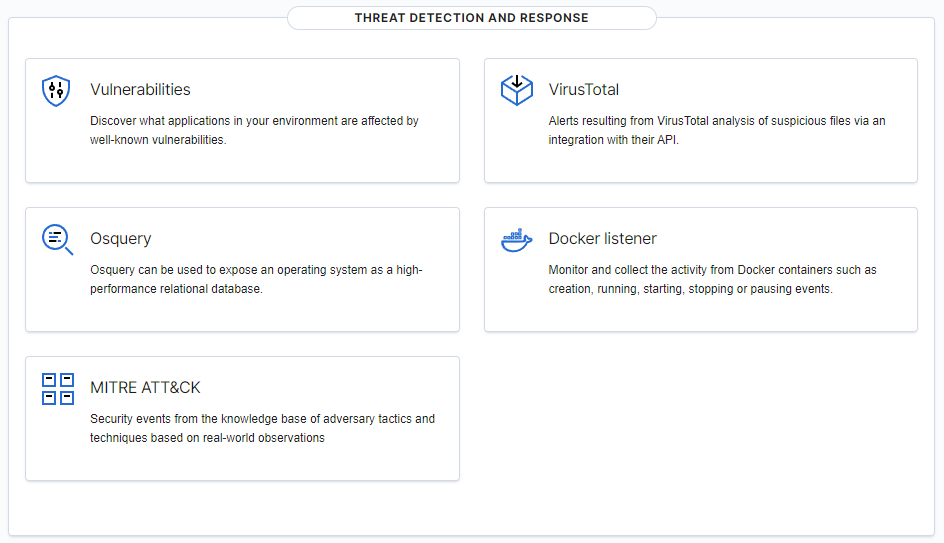 THREAT DETECTION AND RESPONSE
Vulnerabilities
Discover what applications in your environment are affected by
well-known vulnerabilities.
VirusTotal
Alerts resulting from VirusTotal analysis of suspicious files via an
integration with their API.
Osquery
Osquery can be used to expose an operating system as a high-
performance relational database.
Docker listener
Monitor and collect the activity from Docker containers such as
creation, running, starting, stopping or pausing events.
MITRE ATT&CK
Security events from the knowledge base of adversary tactics and
techniques based on real-world observations